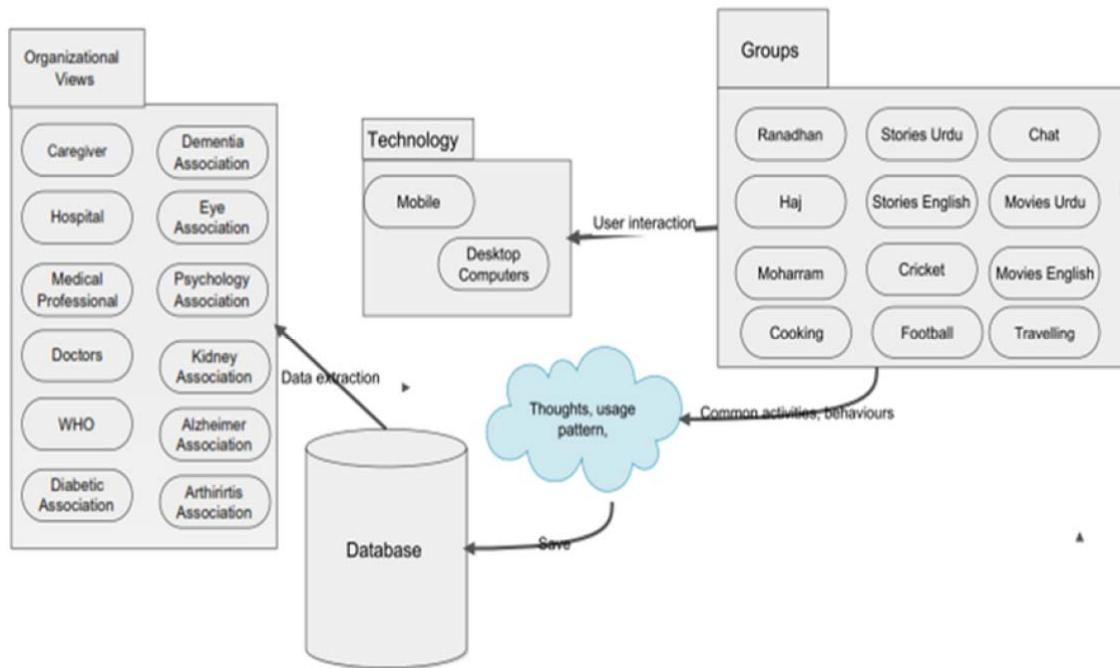 Organizational
Views
Caregiver
Dementia
Association
Hospital
Eye
Association
Medical
Professional
Psychology
Association
Doctors
Kidney
Association
WHO
Alzheimer
Association
Diabetic
Association
Arthirirtis
Association
Data extraction
Database
Technology
Mobile
Desktop
Computers
User interaction
Thoughts, usage
pattern,
Save
Common activities, behaviours
Groups
Ranadhan
Stories Urdu
Chat
Haj
Stories English
Movies Urdu
Moharram
Cricket
Movies English
Cooking
Football
Travelling